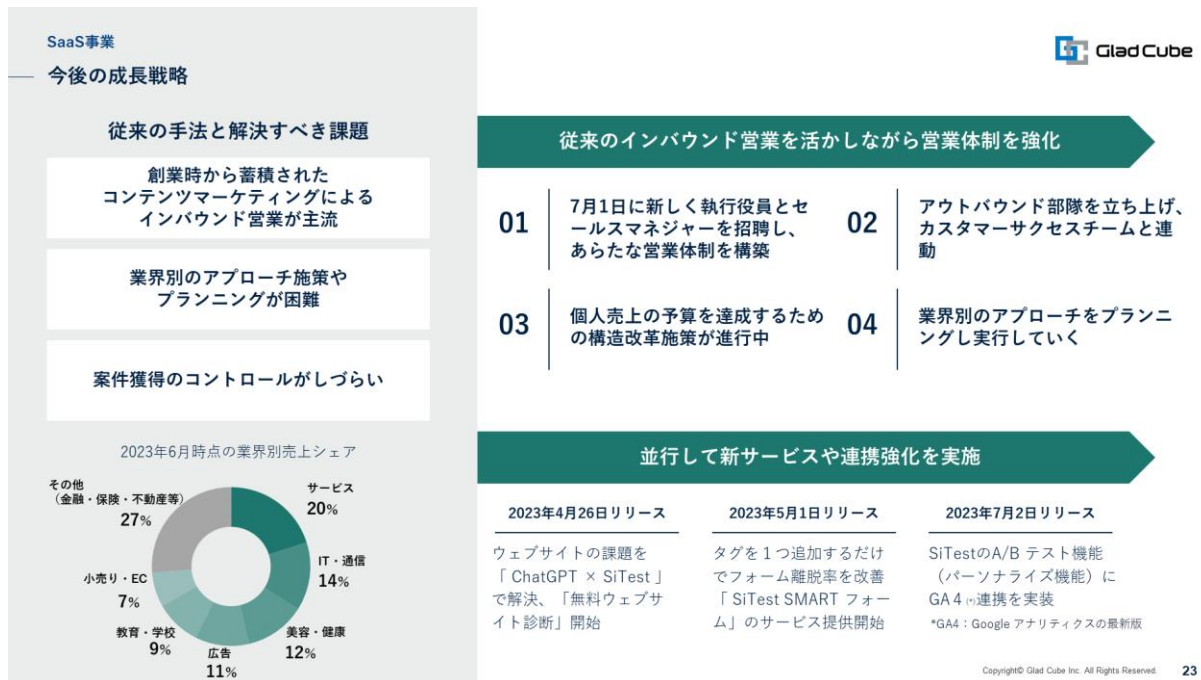 SaaS事業
今後の成長戦略
Glad Cube
従来の手法と解決すべき課題
創業時から蓄積された
コンテンツマーケティングによる
インバウンド営業が主流
業界別のアプローチ施策や
プランニングが困難
案件獲得のコントロールがしづらい
2023年6月時点の業界別売上シェア
その他
（金融・保険・不動産等）
27%
サービス
20%
IT・通信
14%
小売り・EC
7%
教育・学校
9%
広告
11%
美容・健康
12%
従来のインバウンド営業を活かしながら営業体制を強化
01
7月1日に新しく執行役員とセ
ールスマネジャーを招聘し、
あらたな営業体制を構築
02
アウトバウンド部隊を立ち上げ、
カスタマーサクセスチームと連
動
03
個人売上の予算を達成するため
の構造改革施策が進行中
04
業界別のアプローチをプランニ
ングし実行していく
並行して新サービスや連携強化を実施
2023年4月26日リリース
ウェブサイトの課題を
「 ChatGPT × SiTest 」
で解決、「無料ウェブサ
イト診断」開始
2023年5月1日リリース
タグを１つ追加するだけ
でフォーム離脱率を改善
「 SiTest SMART フォー
ム」のサービス提供開始
2023年7月2日リリース
SiTestのA/B テスト機能
（パーソナライズ機能）に
GA４(*)連携を実装
*GA4：Google アナリティクスの最新版
Copyright© Glad Cube Inc. All Rights Reserved.
23